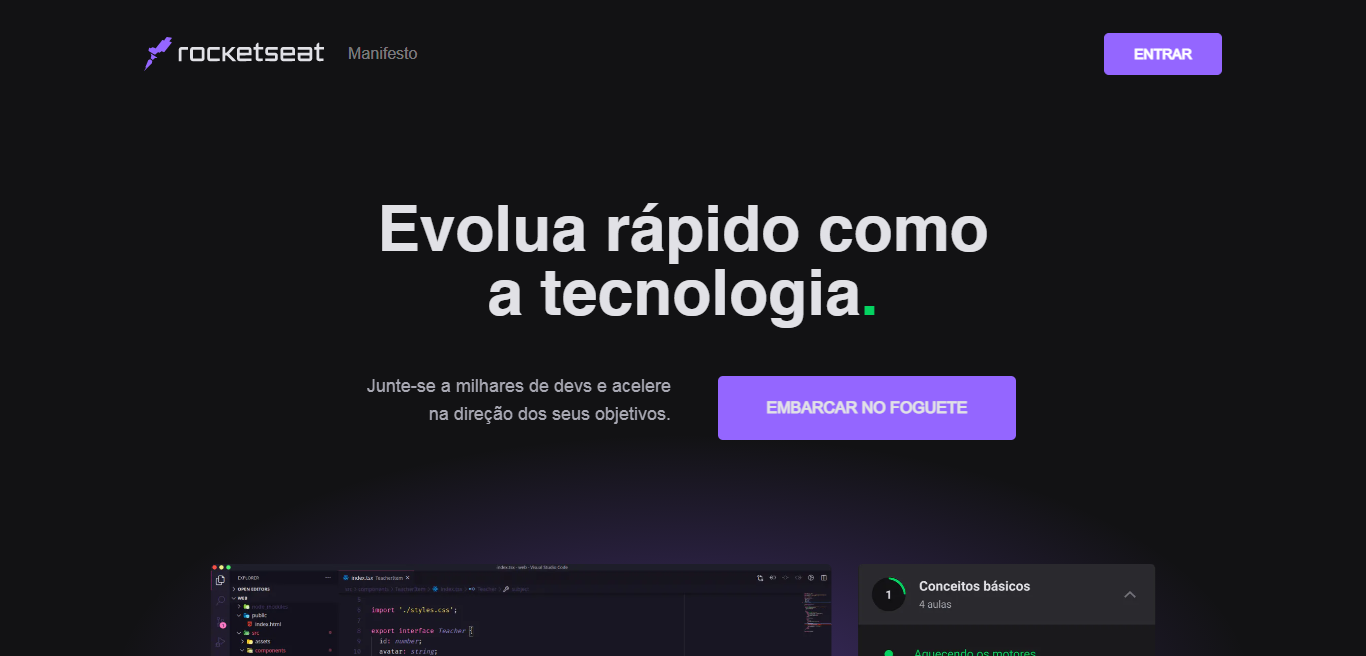 rocketseat
Manifesto
ENTRAR
Evolua rápido como
a tecnologia.
Junte-se a milhares de devs e acelere
na direção dos seus objetivos.
EMBARCAR NO FOGUETE
index.tsx - web - Visual Studio Code
EXPLORER
index.tsx TeacherItem
OPEN EDITORS
WEB
public
index.html
src
assets
components
import './styles.css';
export interface Teacher {
id: number;
avatar: string;
1
Conceitos básicos
4 aulas
Aquecendo os motores